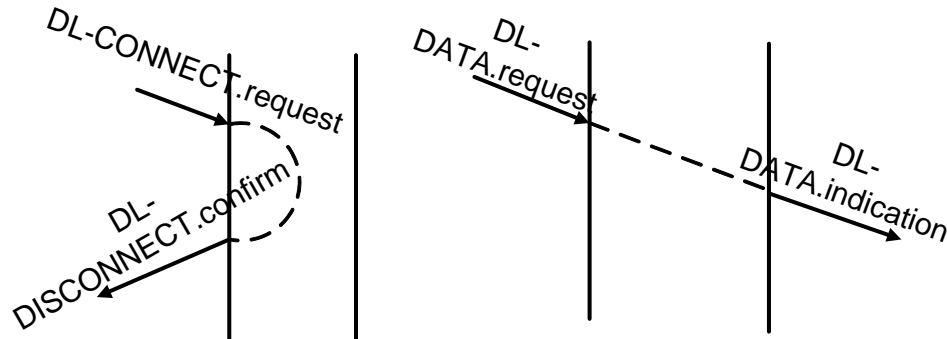 DL-CONNECT.request
DL-
DISCONNECT.confirm
DL-
DATA.request
DL-
DATA.indication